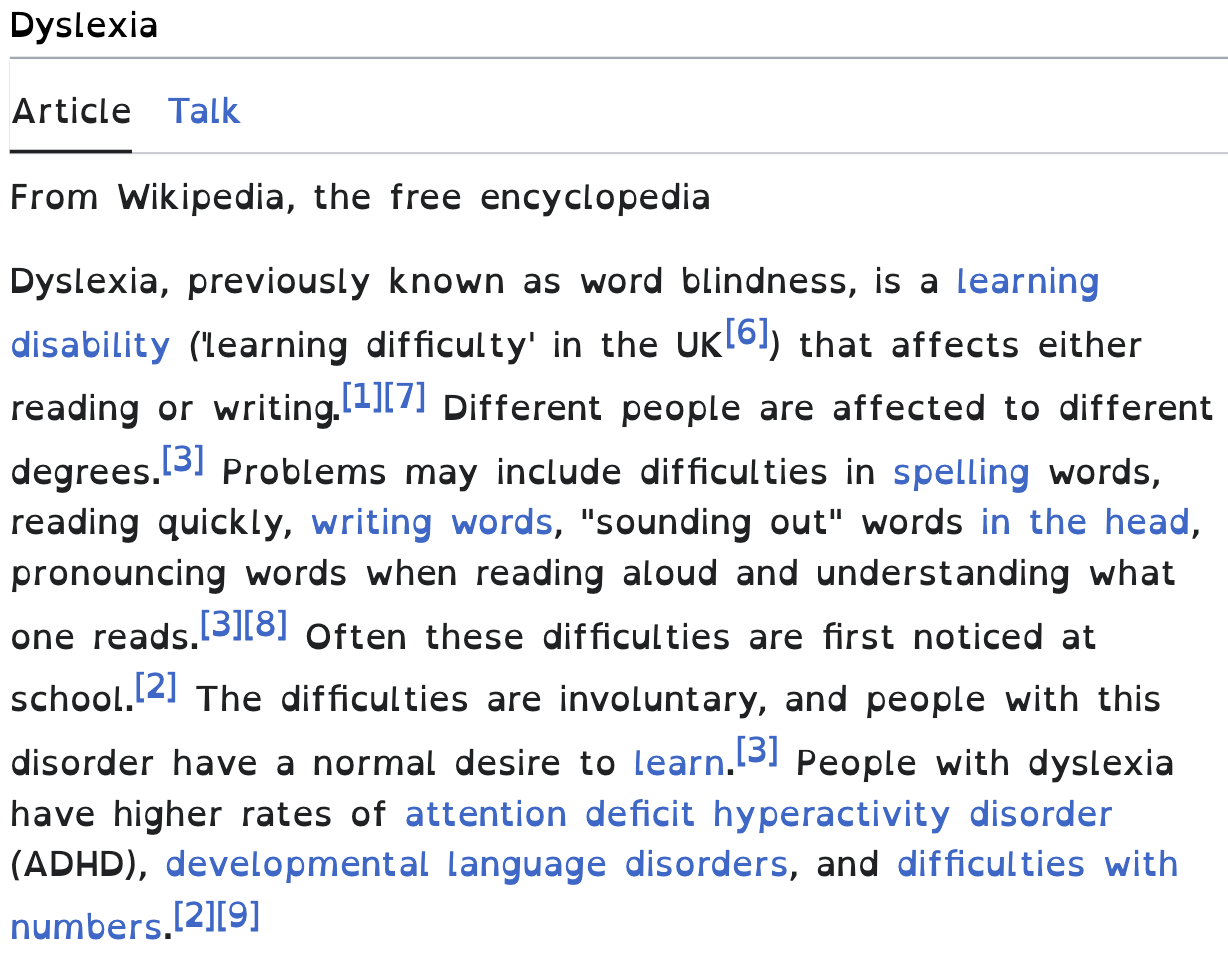 Dyslexia
Article Talk
From Wikipedia, the free encyclopedia
Dyslexia, previously known as word blindness, is a learning
disability ('learning difficulty' in the UK[6]) that affects either
reading or writing.[1][7] Different people are affected to different
degrees.[3] Problems may include difficulties in spelling words,
reading quickly, writing words, "sounding out" words in the head,
pronouncing words when reading aloud and understanding what
one reads.[3][8] Often these difficulties are first noticed at
school.[2] The difficulties are involuntary, and people with this
disorder have a normal desire to learn.[3] People with dyslexia
have higher rates of attention deficit hyperactivity disorder
(ADHD), developmental language disorders, and difficulties with
numbers.[2][9]